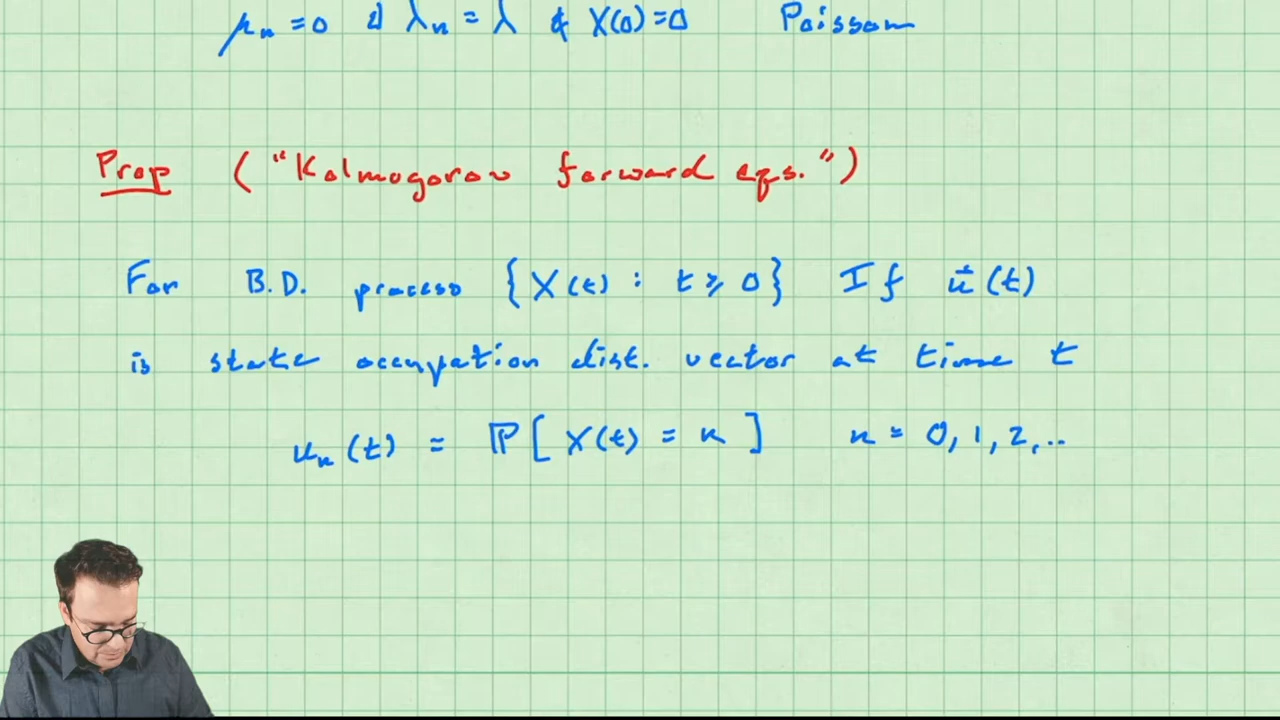 μₙ = 0 & λₙ = λ & X(0) = 0 Poisson
Prop ("Kolmogorov forward eqs.")
For B.D. process {X(t) : t ≥ 0} If u⃗(t)
is state occupation dist. vector at time t
uₙ(t) = ℙ[X(t) = n] n = 0, 1, 2, ..